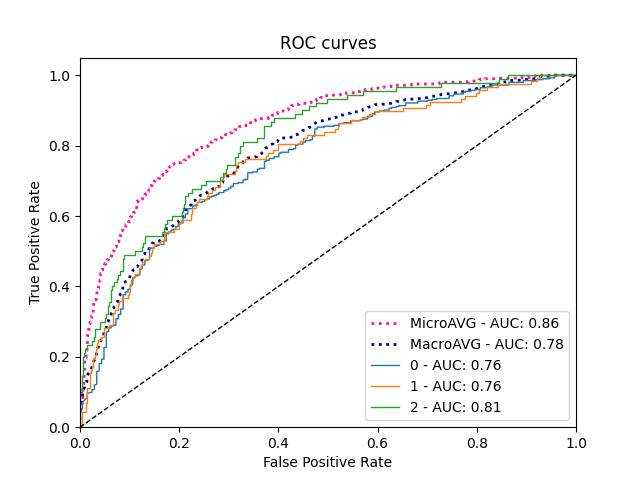 ROC curves
True Positive Rate
1.0
0.8
0.6
0.4
0.2
0.0
MicroAVG - AUC: 0.86
MacroAVG - AUC: 0.78
0 - AUC: 0.76
1 - AUC: 0.76
2 - AUC: 0.81
0.0 0.2 0.4 0.6 0.8 1.0
False Positive Rate